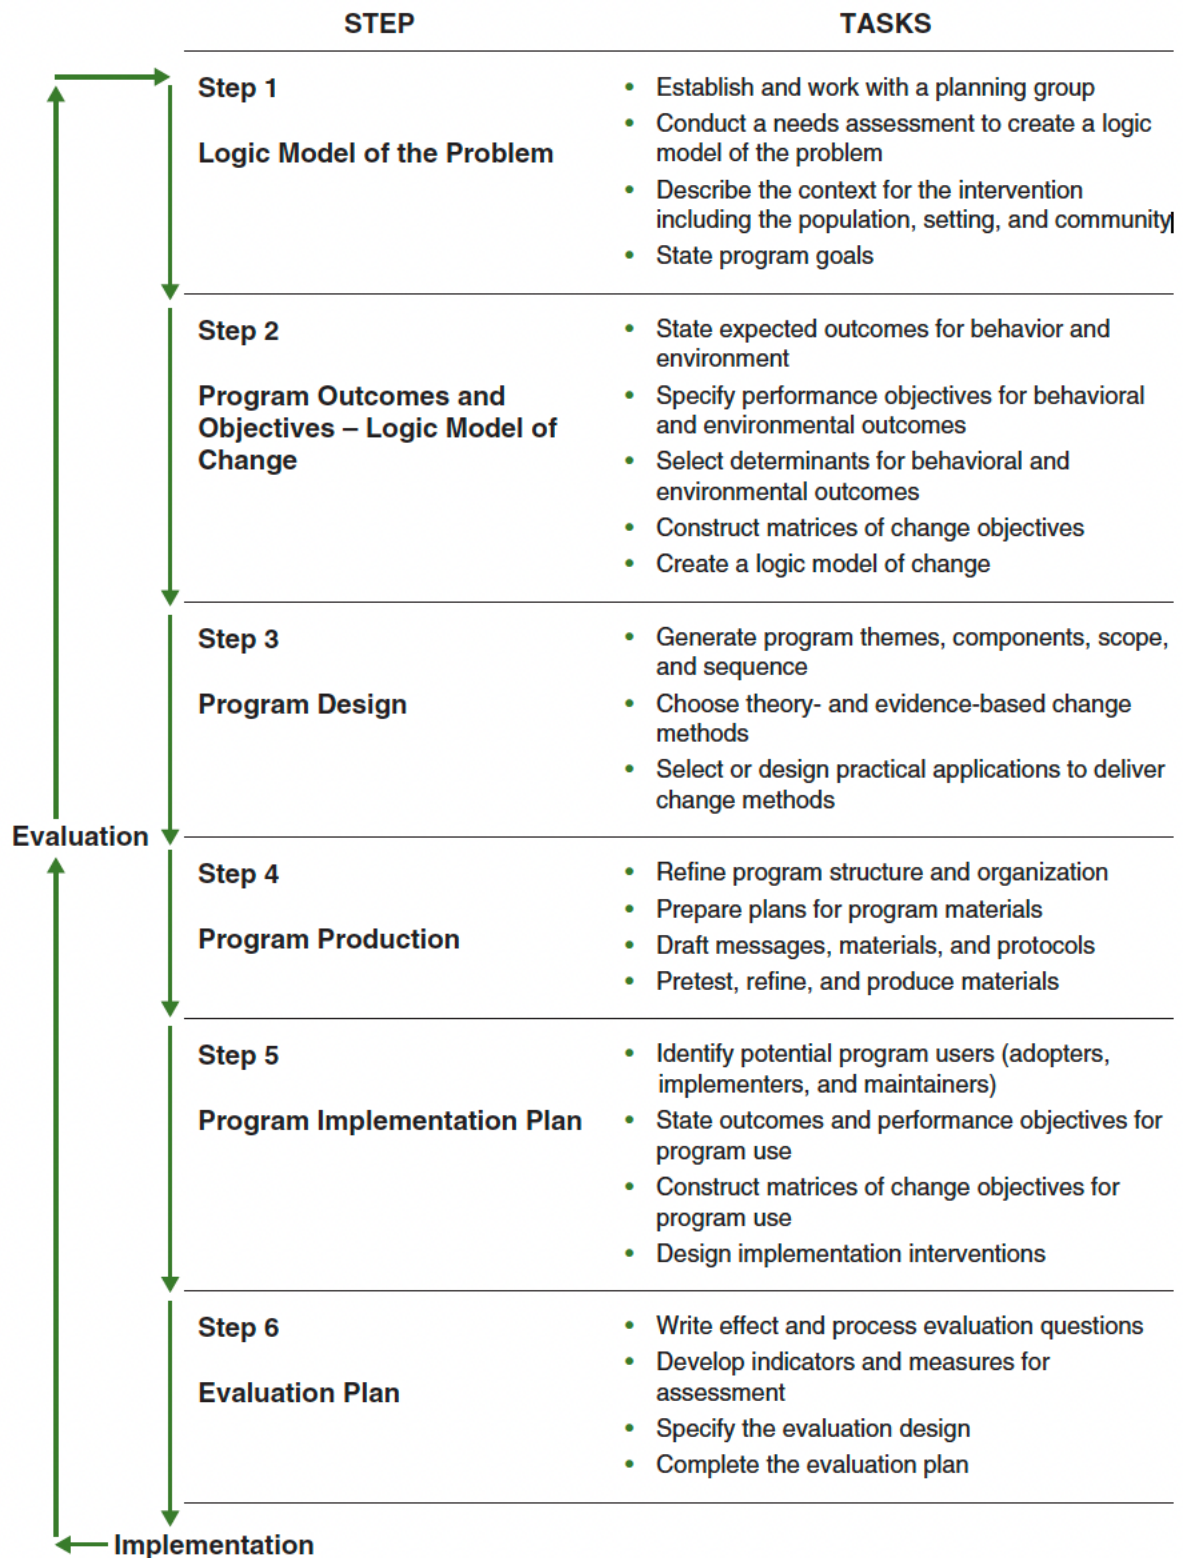 STEP
TASKS
Step 1
Logic Model of the Problem
• Establish and work with a planning group
• Conduct a needs assessment to create a logic
model of the problem
• Describe the context for the intervention
including the population, setting, and community
• State program goals
Step 2
Program Outcomes and
Objectives – Logic Model of
Change
• State expected outcomes for behavior and
environment
• Specify performance objectives for behavioral
and environmental outcomes
• Select determinants for behavioral and
environmental outcomes
• Construct matrices of change objectives
• Create a logic model of change
Step 3
Program Design
• Generate program themes, components, scope,
and sequence
• Choose theory- and evidence-based change
methods
• Select or design practical applications to deliver
change methods
Evaluation
Step 4
Program Production
• Refine program structure and organization
• Prepare plans for program materials
• Draft messages, materials, and protocols
• Pretest, refine, and produce materials
Step 5
Program Implementation Plan
• Identify potential program users (adopters,
implementers, and maintainers)
• State outcomes and performance objectives for
program use
• Construct matrices of change objectives for
program use
• Design implementation interventions
Step 6
Evaluation Plan
• Write effect and process evaluation questions
• Develop indicators and measures for
assessment
• Specify the evaluation design
• Complete the evaluation plan
Implementation